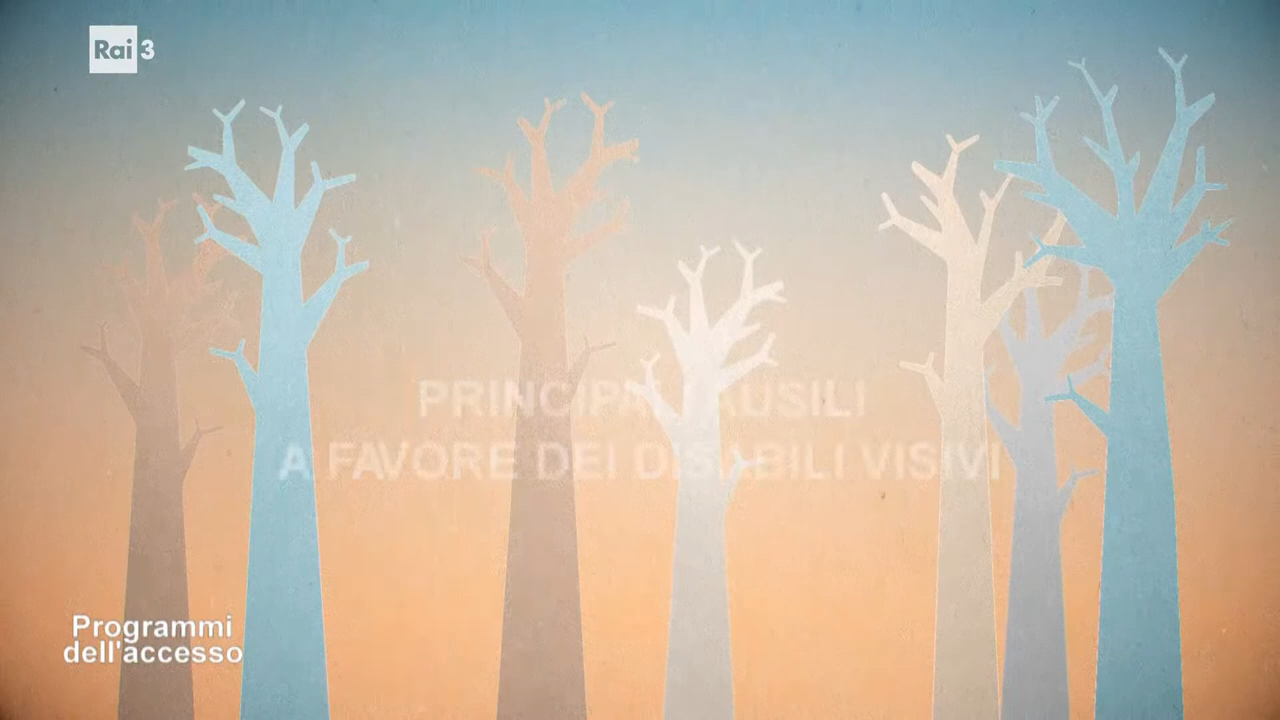 Rai 3
PRINCIPALI AUSILI
A FAVORE DEI DISABILI VISIVI
Programmi
dell'accesso